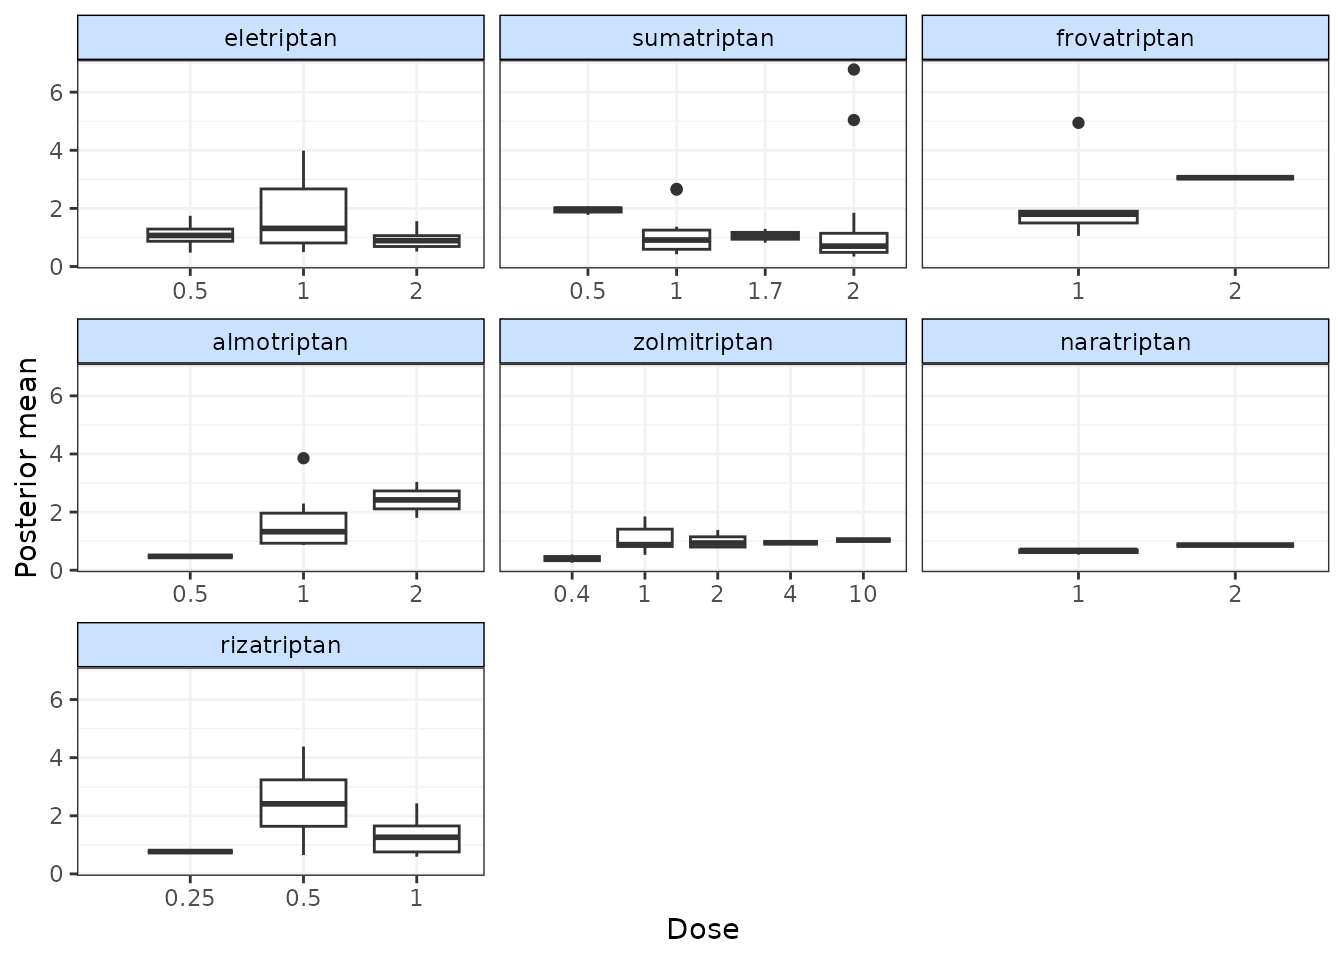 eletriptan sumatriptan frovatriptan
6
4
2
0
0.5 1 2 0.5 1 1.7 2 1 2
almotriptan zolmitriptan naratriptan
6
4
2
0
0.5 1 2 0.4 1 2 4 10 1 2
Posterior mean
rizatriptan
6
4
2
0
0.25 0.5 1
Dose